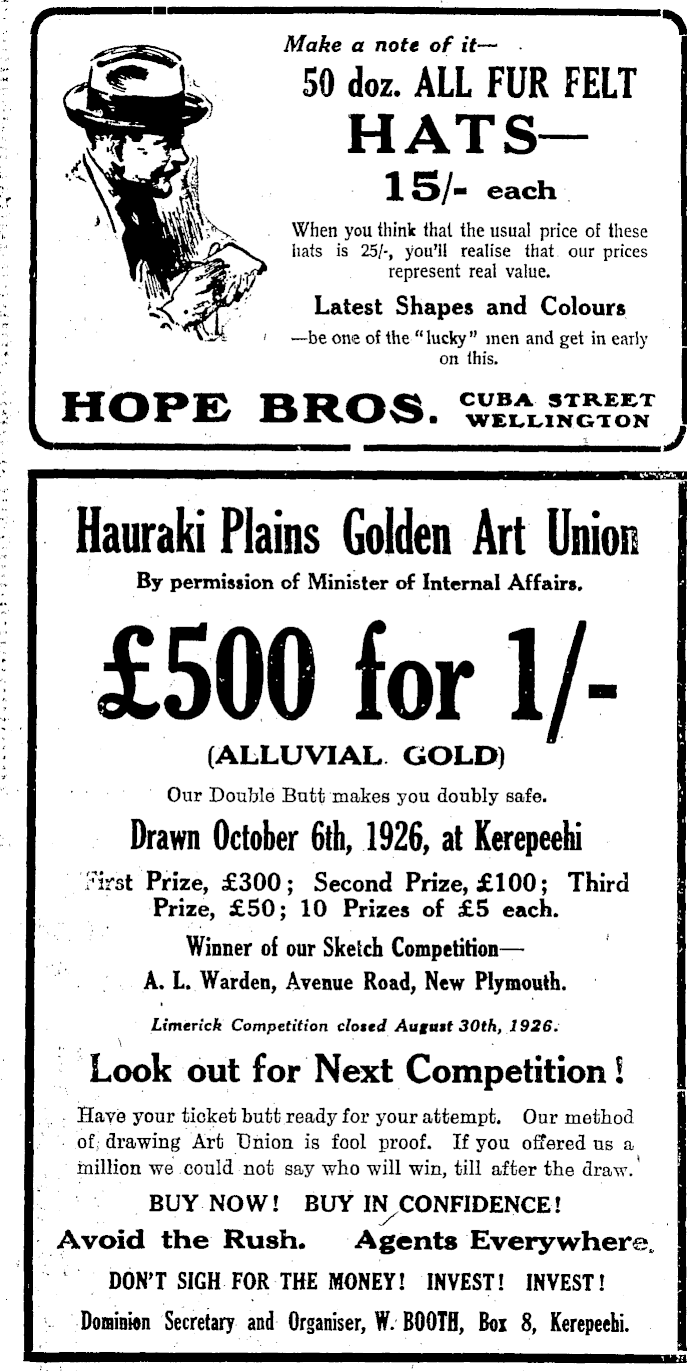 Make a note of it—
50 doz. ALL FUR FELT
HATS—
15/- each
When you think that the usual price of these
hats is 25/-, you'll realise that our prices
represent real value.
Latest Shapes and Colours
—be one of the "lucky" men and get in early
on this.
HOPE BROS. CUBA STREET
WELLINGTON
Hauraki Plains Golden Art Union
By permission of Minister of Internal Affairs.
£500 for 1/-
(ALLUVIAL GOLD)
Our Double Butt makes you doubly safe.
Drawn October 6th, 1926, at Kerepeehi
First Prize, £300; Second Prize, £100; Third
Prize, £50; 10 Prizes of £5 each.
Winner of our Sketch Competition—
A. L. Warden, Avenue Road, New Plymouth.
Limerick Competition closed August 30th, 1926.
Look out for Next Competition!
Have your ticket butt ready for your attempt. Our method
of drawing Art Union is fool proof. If you offered us a
million we could not say who will win, till after the draw.
BUY NOW! BUY IN CONFIDENCE!
Avoid the Rush. Agents Everywhere.
DON'T SIGH FOR THE MONEY! INVEST! INVEST!
Dominion Secretary and Organiser, W. BOOTH, Box 8, Kerepeehi.